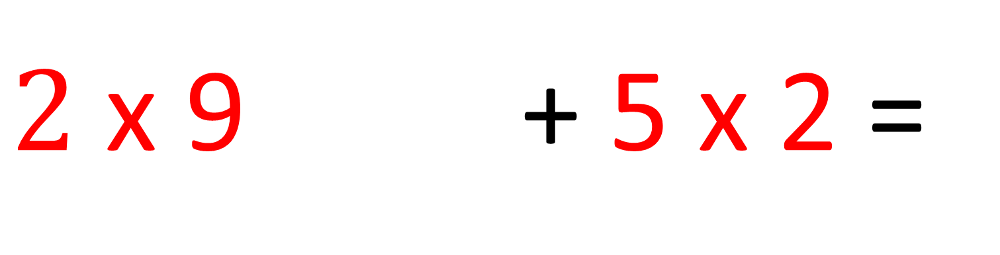 2 x 9 + 5 x 2 =